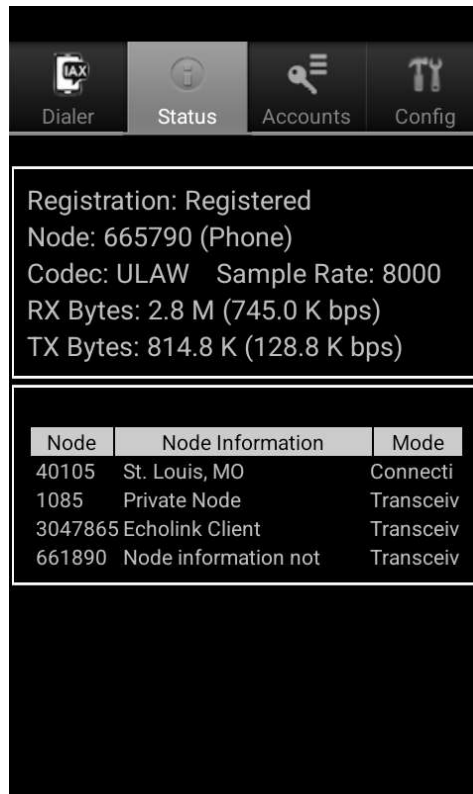 IAX
Dialer Status Accounts Config
Registration: Registered
Node: 665790 (Phone)
Codec: ULAW Sample Rate: 8000
RX Bytes: 2.8 M (745.0 K bps)
TX Bytes: 814.8 K (128.8 K bps)
Node Node Information Mode
40105 St. Louis, MO Connecti
1085 Private Node Transceiv
3047865 Echolink Client Transceiv
661890 Node information not Transceiv